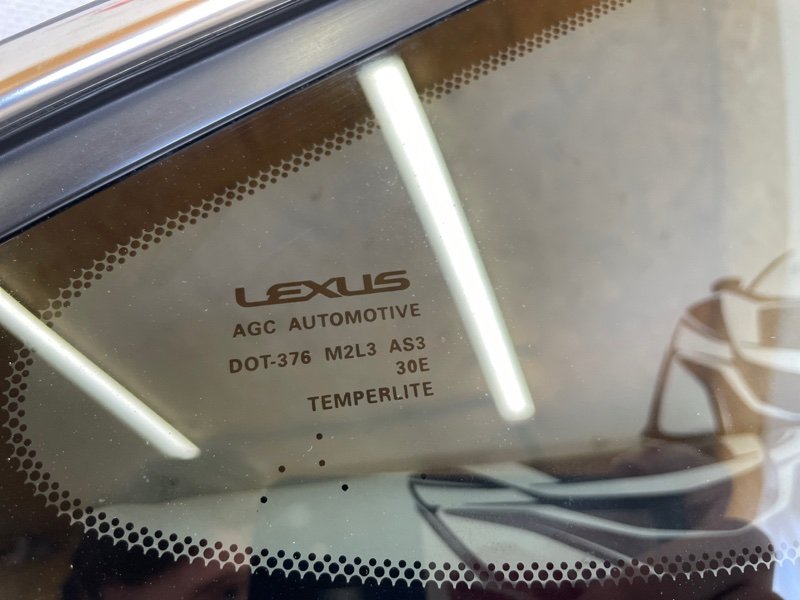 LEXUS
AGC AUTOMOTIVE
DOT-376 M2L3 AS3
30E
TEMPERLITE